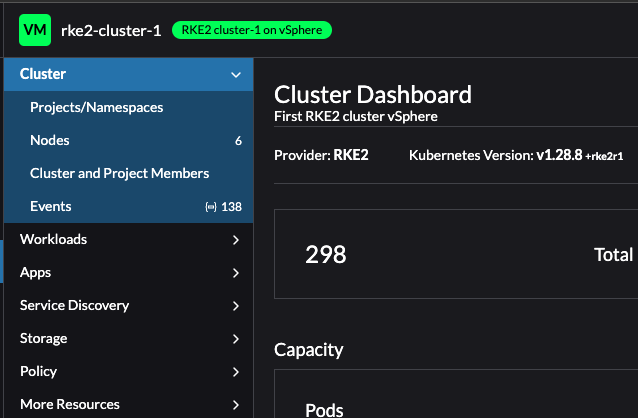 VM rke2-cluster-1 RKE2 cluster-1 on vSphere
Cluster
Projects/Namespaces
Nodes 6
Cluster and Project Members
Events 138
Workloads
Apps
Service Discovery
Storage
Policy
More Resources
Cluster Dashboard
First RKE2 cluster vSphere
Provider: RKE2 Kubernetes Version: v1.28.8 +rke2r1
298 Total
Capacity
Pods